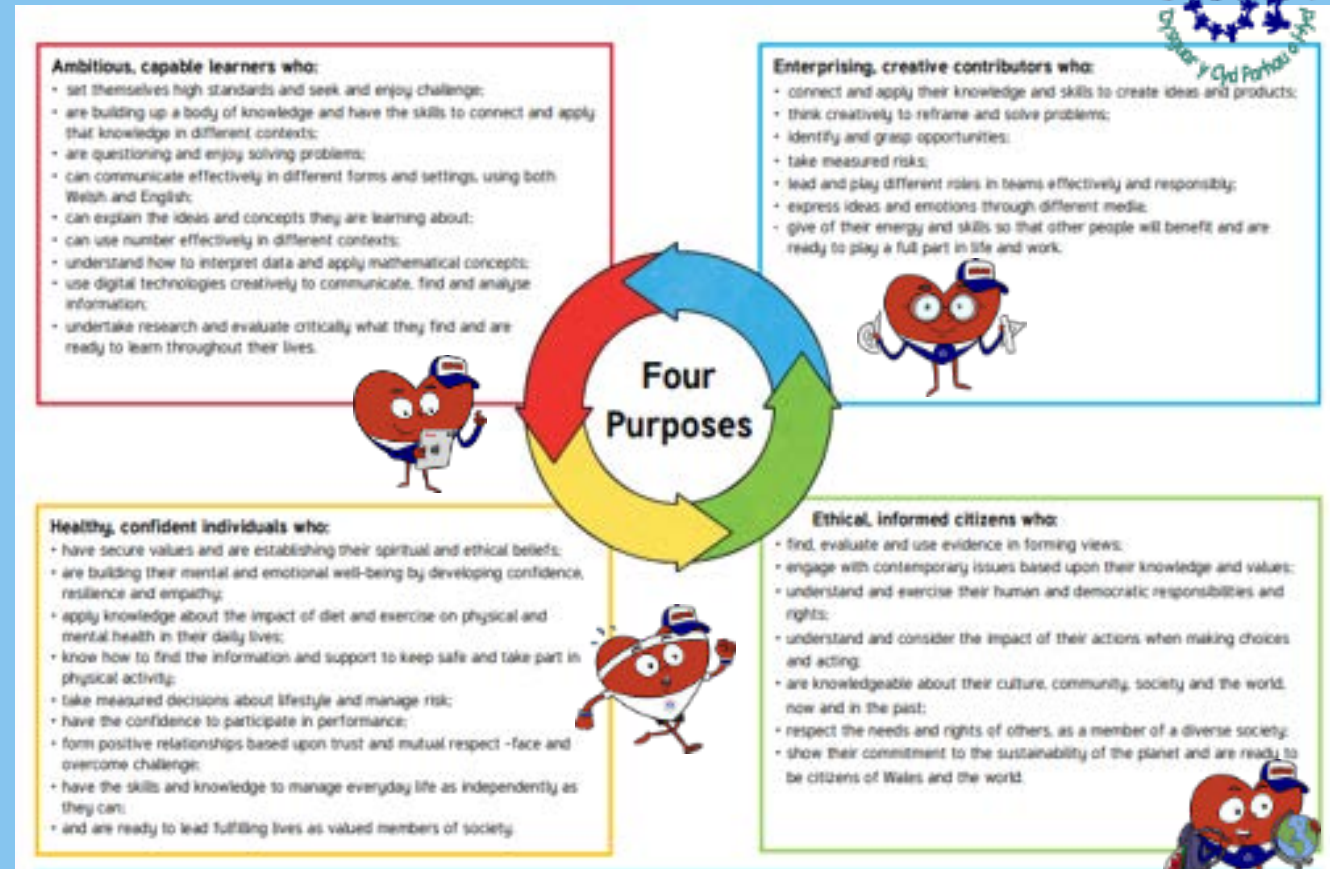 Dysgu
r y Cyd Parhau o Hyd
Ambitious, capable learners who:
• set themselves high standards and seek and enjoy challenge;
• are building up a body of knowledge and have the skills to connect and apply
that knowledge in different contexts;
• are questioning and enjoy solving problems;
• can communicate effectively in different forms and settings, using both
Welsh and English;
• can explain the ideas and concepts they are learning about;
• can use number effectively in different contexts;
• understand how to interpret data and apply mathematical concepts;
• use digital technologies creatively to communicate, find and analyse
information;
• undertake research and evaluate critically what they find and are
ready to learn throughout their lives.
Enterprising, creative contributors who:
• connect and apply their knowledge and skills to create ideas and products;
• think creatively to reframe and solve problems;
• identify and grasp opportunities;
• take measured risks;
• lead and play different roles in teams effectively and responsibly;
• express ideas and emotions through different media;
• give of their energy and skills so that other people will benefit and are
ready to play a full part in life and work.
Four
Purposes
Healthy, confident individuals who:
• have secure values and are establishing their spiritual and ethical beliefs;
• are building their mental and emotional well-being by developing confidence,
resilience and empathy;
• apply knowledge about the impact of diet and exercise on physical and
mental health in their daily lives;
• know how to find the information and support to keep safe and take part in
physical activity;
• take measured decisions about lifestyle and manage risk;
• have the confidence to participate in performance;
• form positive relationships based upon trust and mutual respect -face and
overcome challenge;
• have the skills and knowledge to manage everyday life as independently as
they can;
• and are ready to lead fulfilling lives as valued members of society.
Ethical, informed citizens who:
• find, evaluate and use evidence in forming views;
• engage with contemporary issues based upon their knowledge and values;
• understand and exercise their human and democratic responsibilities and
rights;
• understand and consider the impact of their actions when making choices
and acting;
• are knowledgeable about their culture, community, society and the world,
now and in the past;
• respect the needs and rights of others, as a member of a diverse society;
• show their commitment to the sustainability of the planet and are ready to
be citizens of Wales and the world.